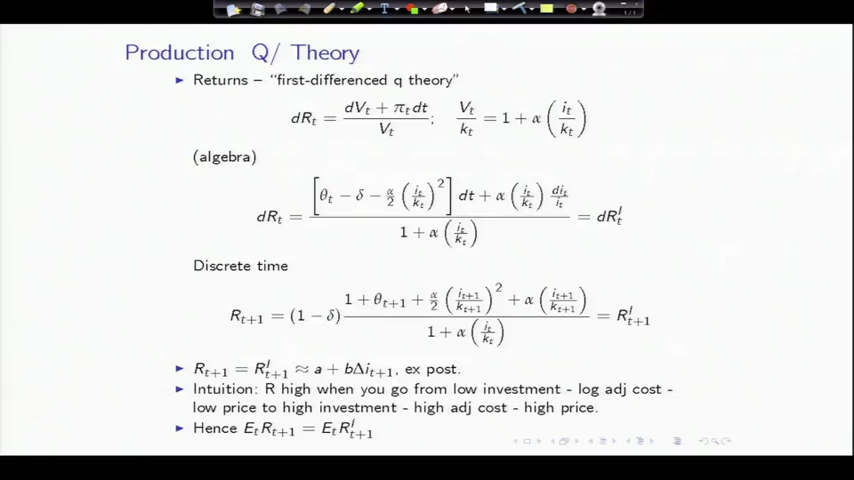 Production Q/ Theory
▶ Returns – “first-differenced q theory”
dR_t = (dV_t + π_t dt) / V_t ; V_t / k_t = 1 + α (i_t / k_t)
(algebra)
dR_t = ([θ_t − δ − α/2 (i_t / k_t)^2] dt + α (i_t / k_t) di_t / i_t) / (1 + α (i_t / k_t)) = dR_t^I
Discrete time
R_{t+1} = (1 − δ) (1 + θ_{t+1} + α/2 (i_{t+1} / k_{t+1})^2 + α (i_{t+1} / k_{t+1})) / (1 + α (i_t / k_t)) = R_{t+1}^I
▶ R_{t+1} = R_{t+1}^I ≈ a + bΔi_{t+1}, ex post.
▶ Intuition: R high when you go from low investment - log adj cost -
low price to high investment - high adj cost - high price.
▶ Hence E_t R_{t+1} = E_t R_{t+1}^I